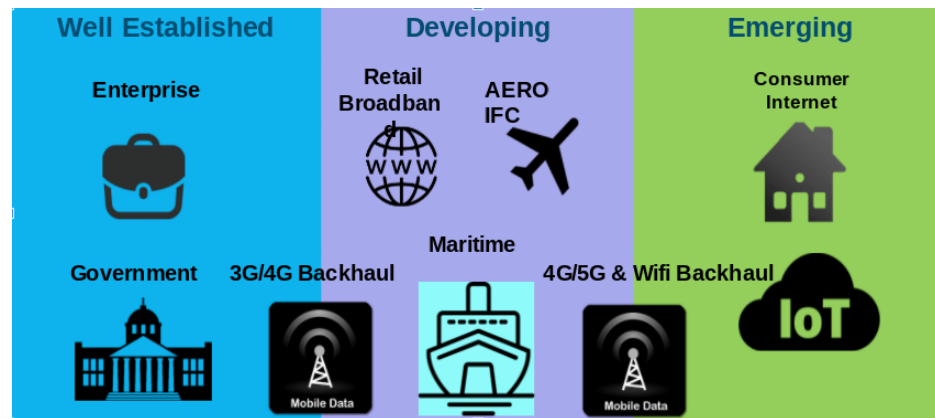 Well Established
Developing
Emerging
Enterprise
Retail
Broadban
d
AERO
IFC
Consumer
Internet
WWW
Maritime
Government
3G/4G Backhaul
4G/5G & Wifi Backhaul
IoT
Mobile Data
Mobile Data